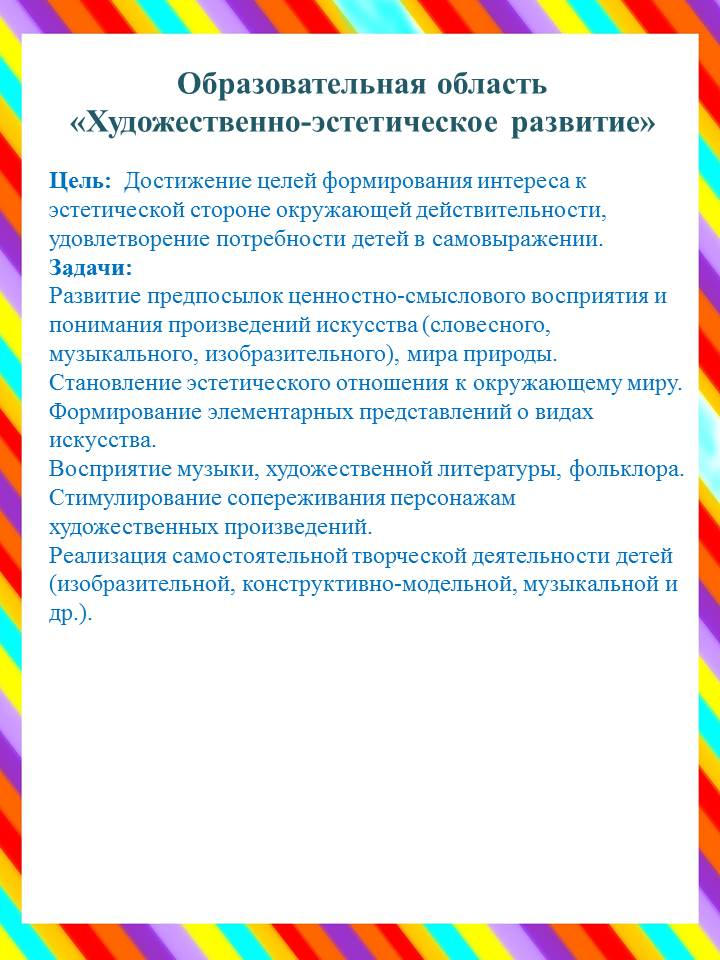 Образовательная область
«Художественно-эстетическое развитие»
Цель: Достижение целей формирования интереса к
эстетической стороне окружающей действительности,
удовлетворение потребности детей в самовыражении.
Задачи:
Развитие предпосылок ценностно-смыслового восприятия и
понимания произведений искусства (словесного,
музыкального, изобразительного), мира природы.
Становление эстетического отношения к окружающему миру.
Формирование элементарных представлений о видах
искусства.
Восприятие музыки, художественной литературы, фольклора.
Стимулирование сопереживания персонажам
художественных произведений.
Реализация самостоятельной творческой деятельности детей
(изобразительной, конструктивно-модельной, музыкальной и
др.).